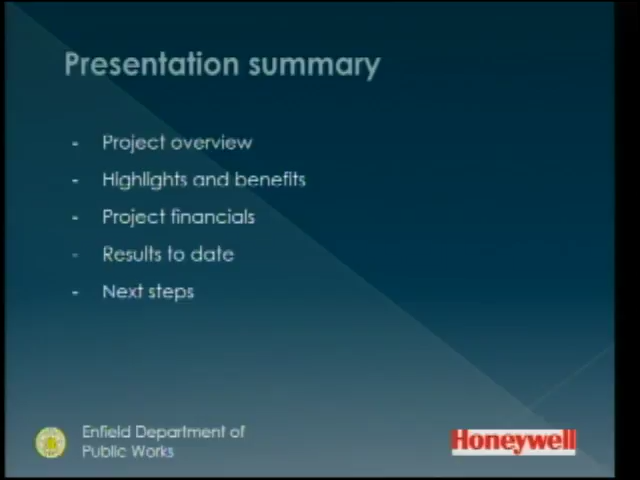 Presentation summary
- Project overview
- Highlights and benefits
- Project financials
- Results to date
- Next steps
Enfield Department of
Public Works
Honeywell